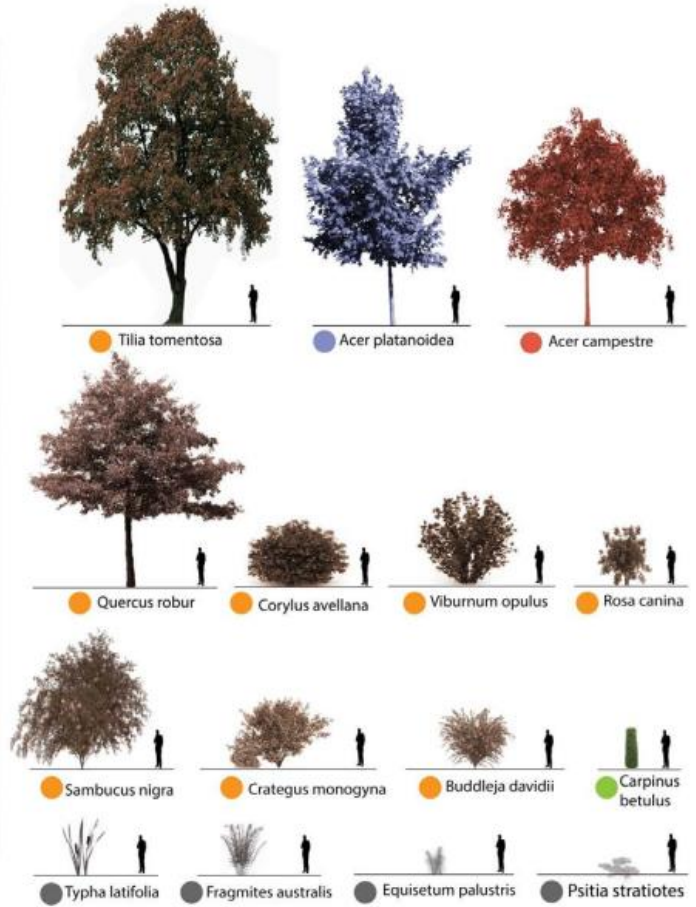 Tilia tomentosa
Acer platanoidea
Acer campestre
Quercus robur
Corylus avellana
Viburnum opulus
Rosa canina
Sambucus nigra
Crategus monogyna
Buddleja davidii
Carpinus
betulus
Typha latifolia
Fragmites australis
Equisetum palustris
Psitia stratiotes